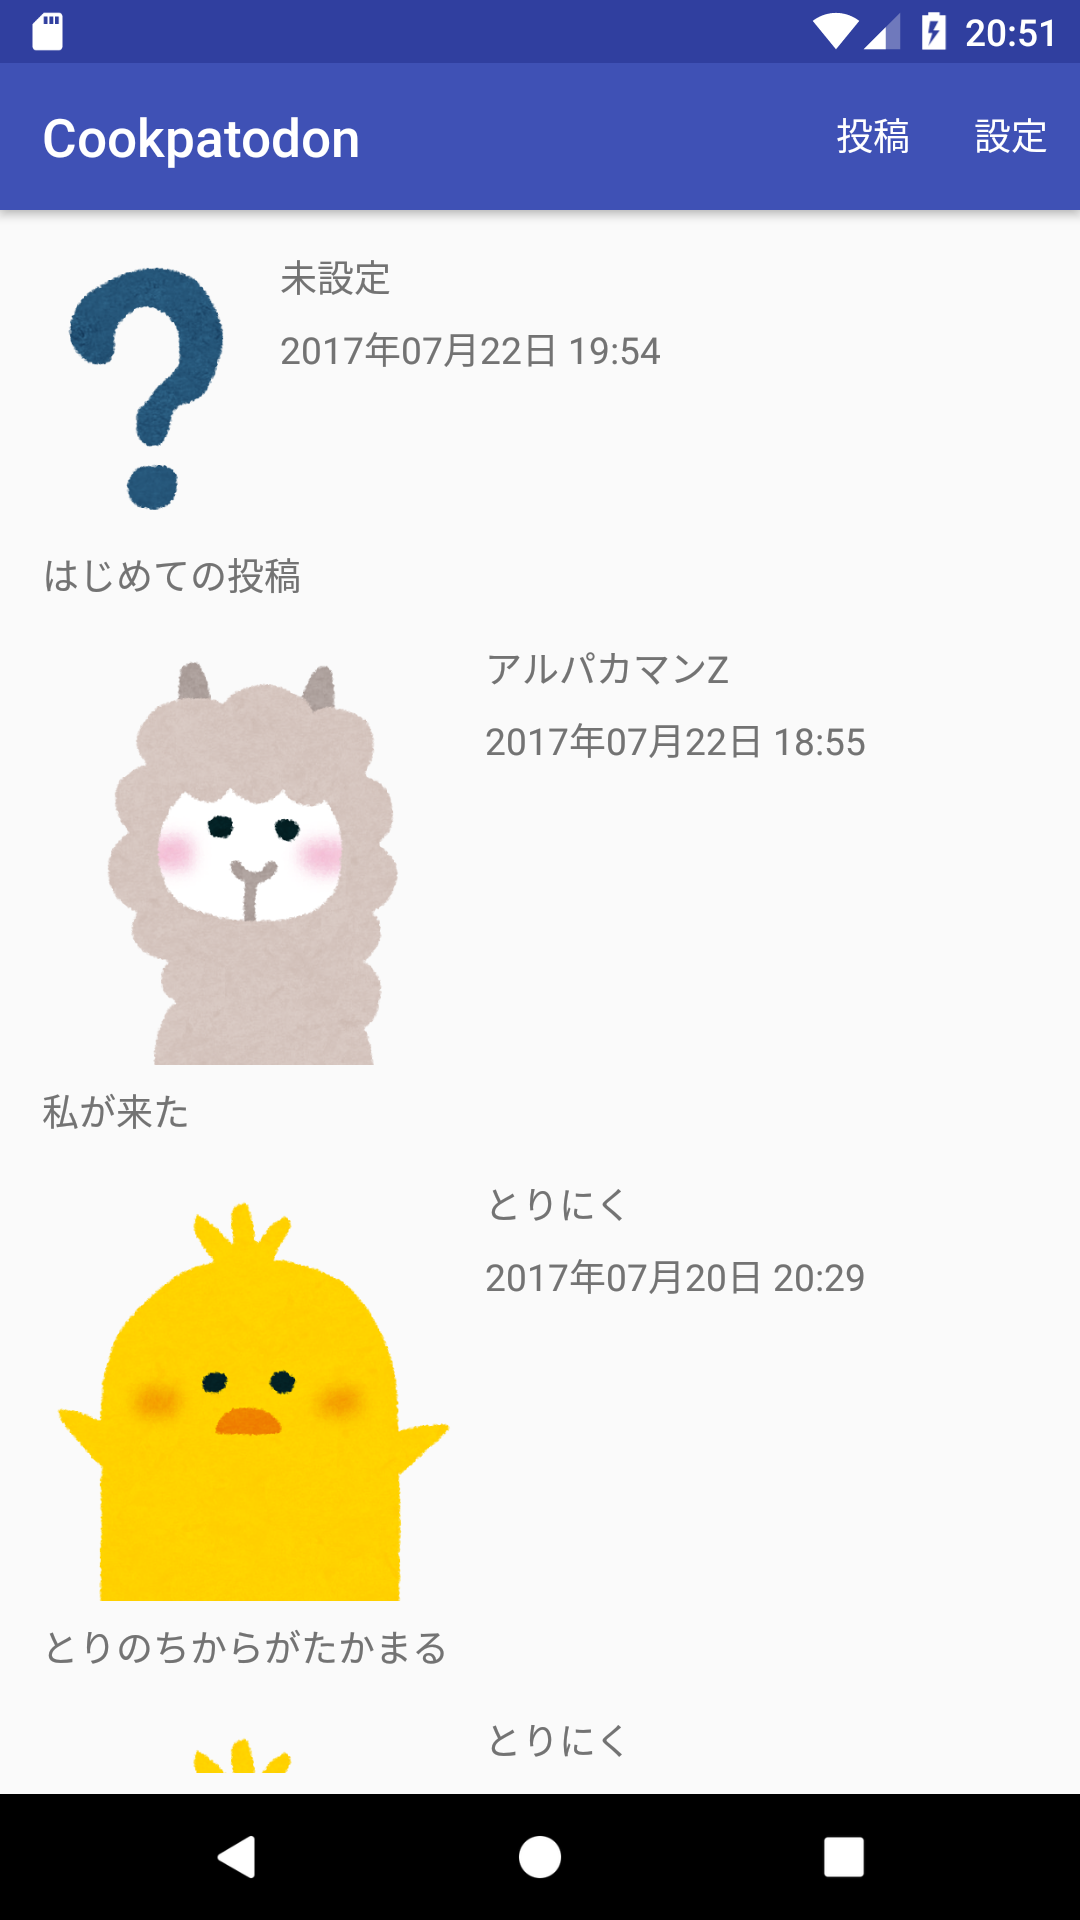 20:51
Cookpatodon 投稿 設定
未設定
2017年07月22日 19:54
はじめての投稿
アルパカマンZ
2017年07月22日 18:55
私が来た
とりにく
2017年07月20日 20:29
とりのちからがたかまる
とりにく